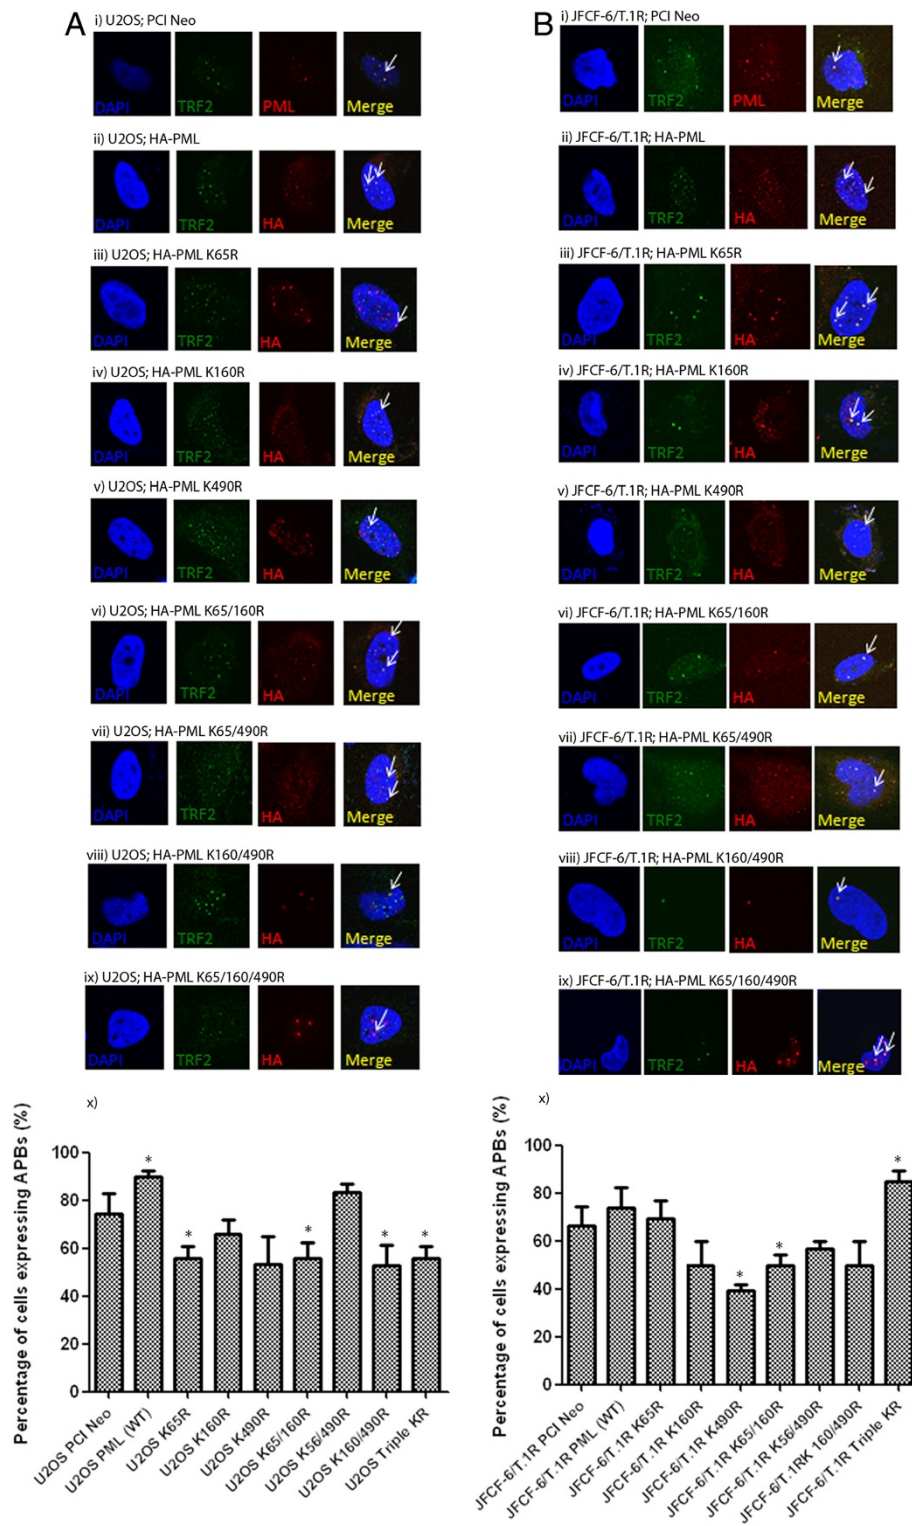 A
i) U2OS; PCI Neo
DAPI TRF2 PML Merge
ii) U2OS; HA-PML
DAPI TRF2 HA Merge
iii) U2OS; HA-PML K65R
DAPI TRF2 HA Merge
iv) U2OS; HA-PML K160R
DAPI TRF2 HA Merge
v) U2OS; HA-PML K490R
DAPI TRF2 HA Merge
vi) U2OS; HA-PML K65/160R
DAPI TRF2 HA Merge
vii) U2OS; HA-PML K65/490R
DAPI TRF2 HA Merge
viii) U2OS; HA-PML K160/490R
DAPI TRF2 HA Merge
ix) U2OS; HA-PML K65/160/490R
DAPI TRF2 HA Merge
x)
Percentage of cells expressing APBs (%)
100
80
60
40
20
0
* * * * *
U2OS PCI Neo
U2OS PML (WT)
U2OS K65R
U2OS K160R
U2OS K490R
U2OS K65/160R
U2OS K56/490R
U2OS K160/490R
U2OS Triple KR
B
i) JFCF-6/T.1R; PCI Neo
DAPI TRF2 PML Merge
ii) JFCF-6/T.1R; HA-PML
DAPI TRF2 HA Merge
iii) JFCF-6/T.1R; HA-PML K65R
DAPI TRF2 HA Merge
iv) JFCF-6/T.1R; HA-PML K160R
DAPI TRF2 HA Merge
v) JFCF-6/T.1R; HA-PML K490R
DAPI TRF2 HA Merge
vi) JFCF-6/T.1R; HA-PML K65/160R
DAPI TRF2 HA Merge
vii) JFCF-6/T.1R; HA-PML K65/490R
DAPI TRF2 HA Merge
viii) JFCF-6/T.1R; HA-PML K160/490R
DAPI TRF2 HA Merge
ix) JFCF-6/T.1R; HA-PML K65/160/490R
DAPI TRF2 HA Merge
x)
Percentage of cells expressing APBs (%)
100
80
60
40
20
0
* * *
JFCF-6/T.1R PCI Neo
JFCF-6/T.1R PML (WT)
JFCF-6/T.1R K65R
JFCF-6/T.1R K160R
JFCF-6/T.1R K490R
JFCF-6/T.1R K65/160R
JFCF-6/T.1R K56/490R
JFCF-6/T.1RK 160/490R
JFCF-6/T.1R Triple KR